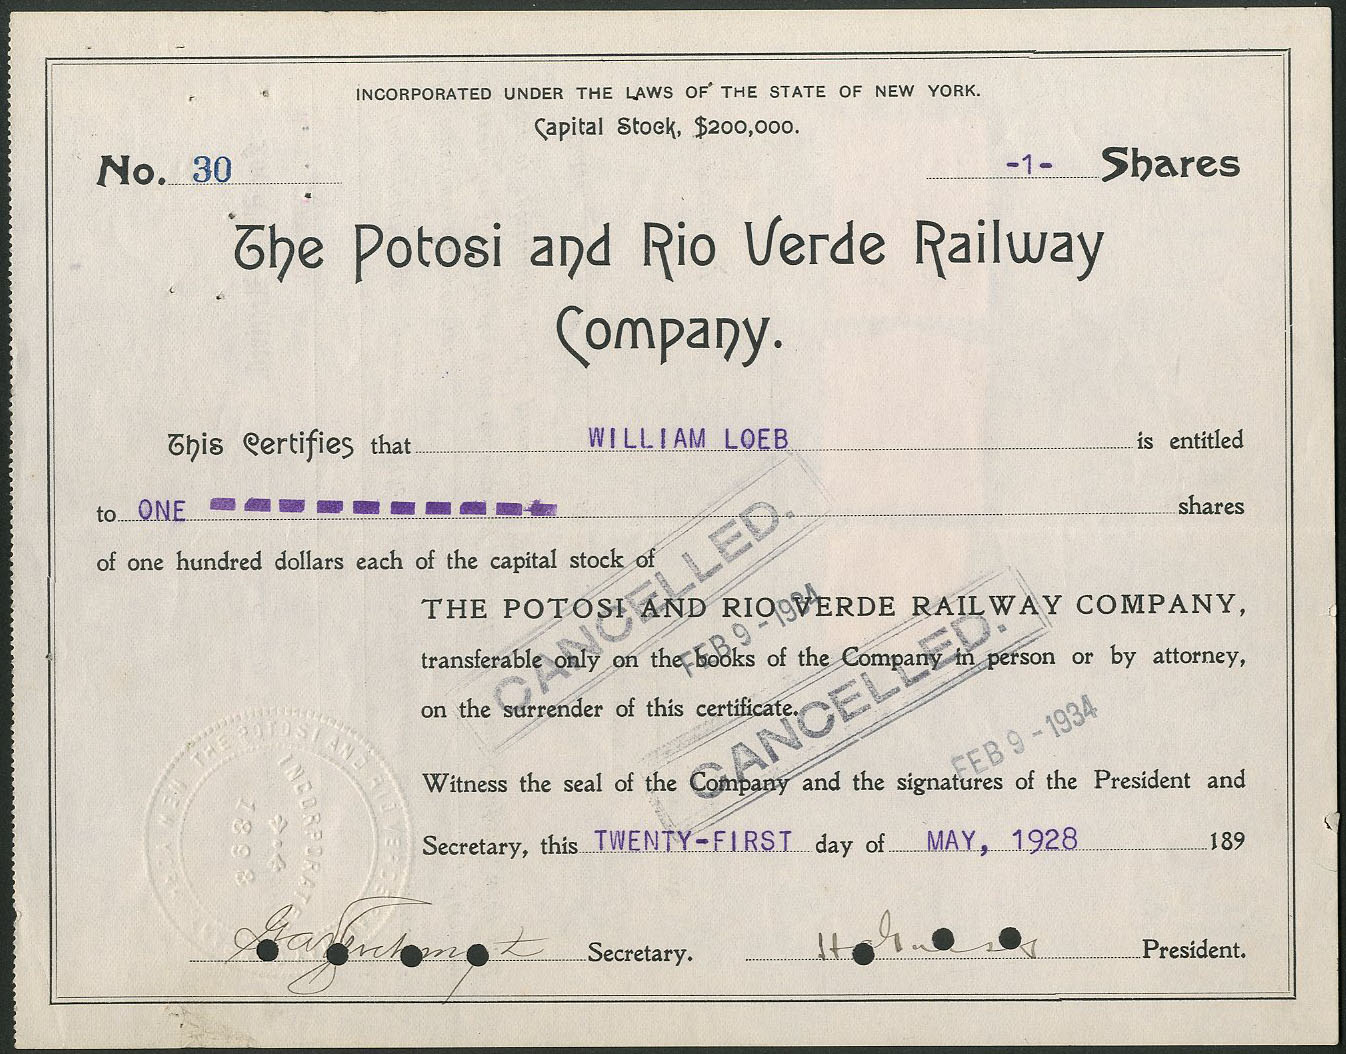 INCORPORATED UNDER THE LAWS OF THE STATE OF NEW YORK.
Capital Stock, $200,000.
No. 30 -1- Shares
The Potosi and Rio Verde Railway
Company.
This Certifies that WILLIAM LOEB is entitled
to ONE shares
of one hundred dollars each of the capital stock of
THE POTOSI AND RIO VERDE RAILWAY COMPANY,
transferable only on the books of the Company in person or by attorney,
on the surrender of this certificate.
CANCELLED.
FEB 9 - 1934
CANCELLED.
FEB 9 - 1934
Witness the seal of the Company and the signatures of the President and
Secretary, this TWENTY-FIRST day of MAY, 1928 189
THE POTOSI AND RIO VERDE
INCORPORATED
1898
Secretary.
President.